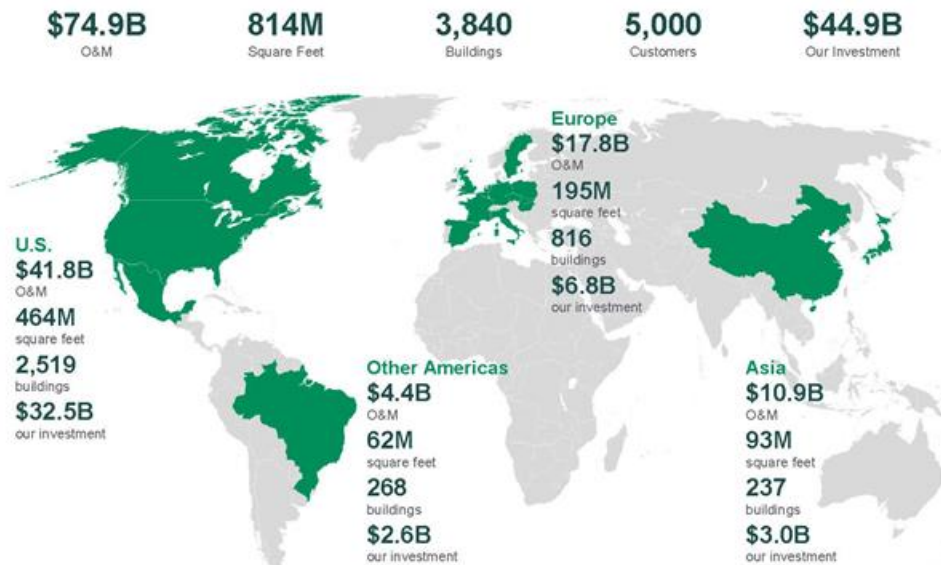 $74.9B 814M 3,840 5,000 $44.9B
O&M Square Feet Buildings Customers Our Investment
Europe
$17.8B
O&M
195M
square feet
816
buildings
$6.8B
our investment
U.S.
$41.8B
O&M
464M
square feet
2,519
buildings
$32.5B
our investment
Other Americas
$4.4B
O&M
62M
square feet
268
buildings
$2.6B
our investment
Asia
$10.9B
O&M
93M
square feet
237
buildings
$3.0B
our investment